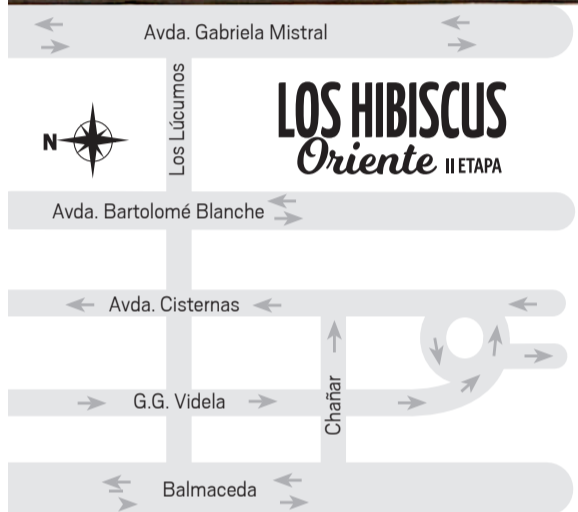 Avda. Gabriela Mistral
Los Lúcumos
LOS HIBISCUS
Oriente II ETAPA
N
Avda. Bartolomé Blanche
Avda. Cisternas
G.G. Videla
Chañar
Balmaceda